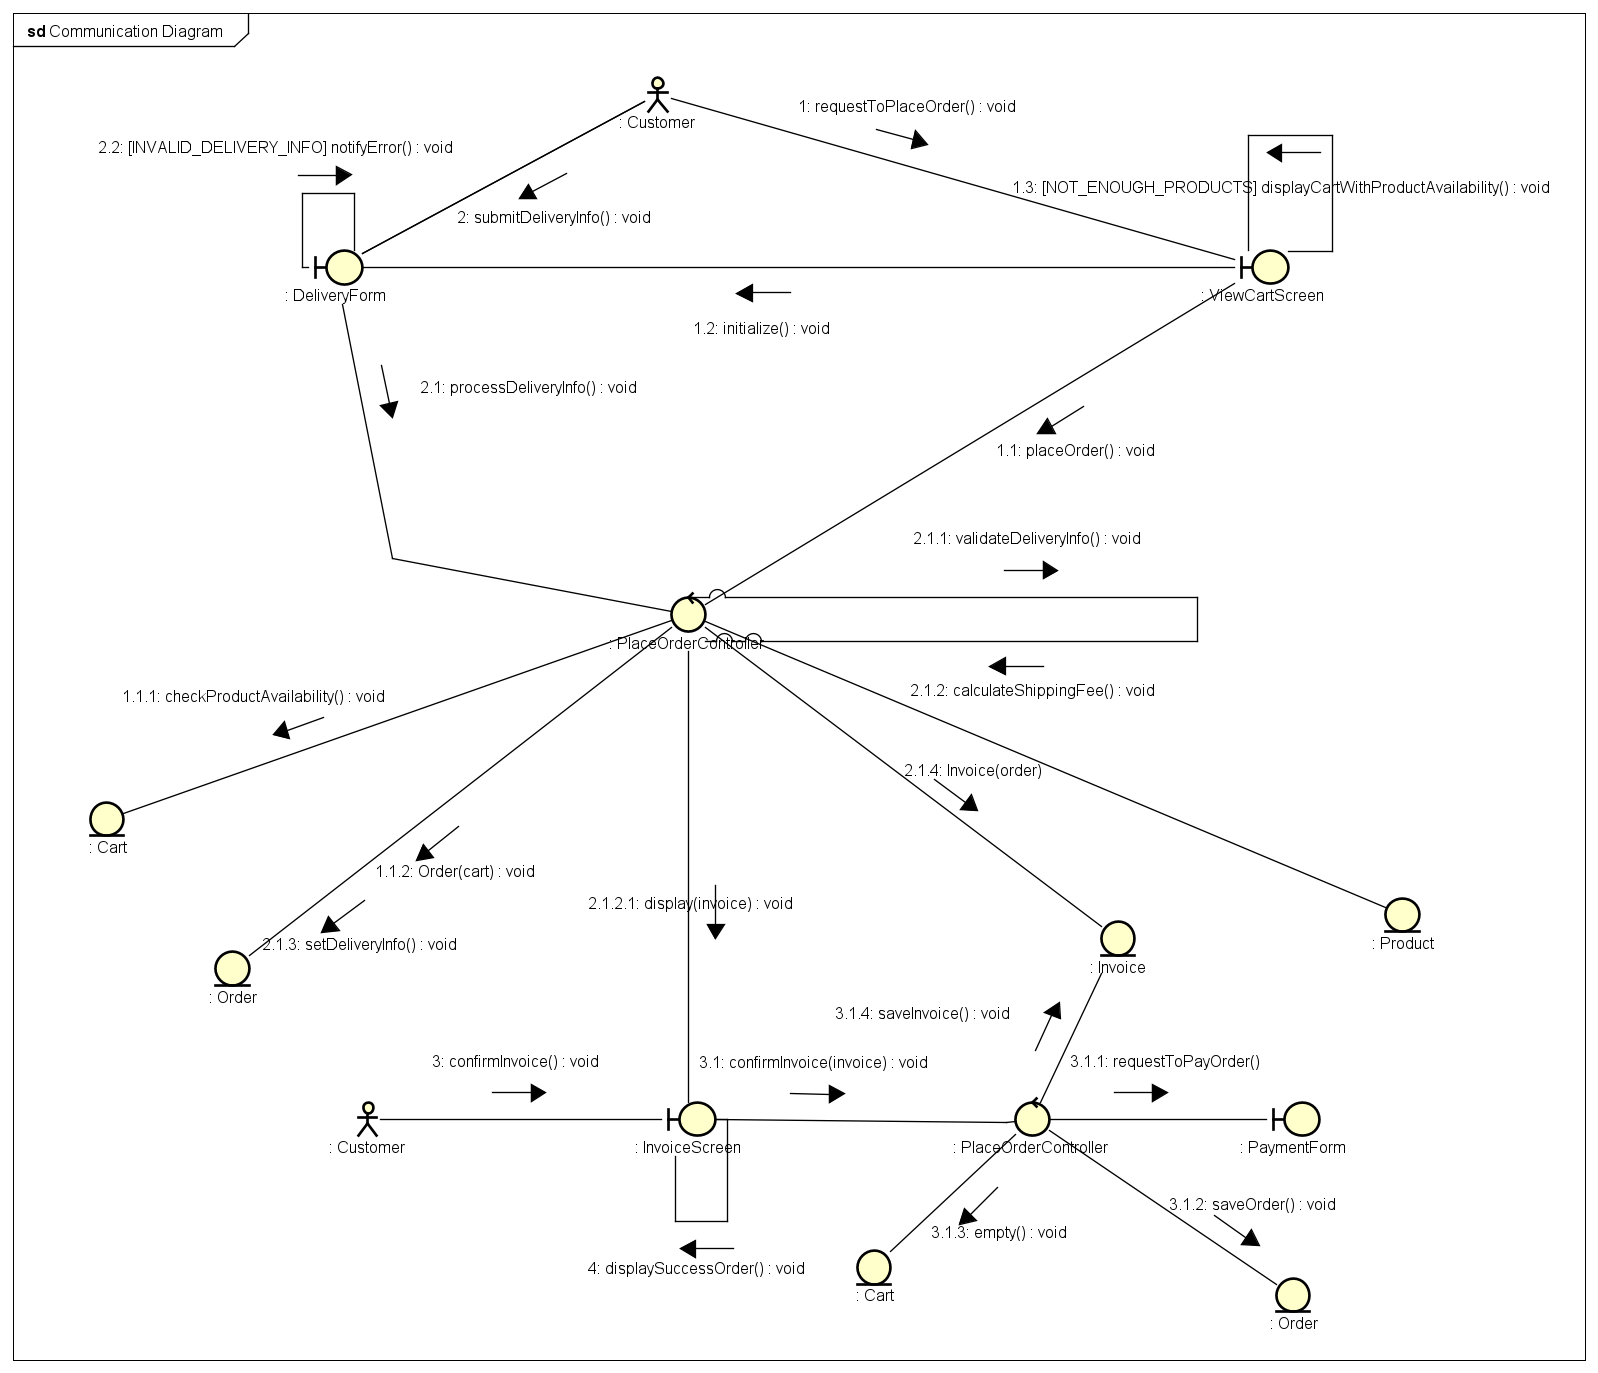 sd Communication Diagram
1: requestToPlaceOrder() : void
: Customer
2.2: [INVALID_DELIVERY_INFO] notifyError() : void
1.3: [NOT_ENOUGH_PRODUCTS] displayCartWithProductAvailability() : void
2: submitDeliveryInfo() : void
: DeliveryForm
: ViewCartScreen
1.2: initialize() : void
2.1: processDeliveryInfo() : void
1.1: placeOrder() : void
2.1.1: validateDeliveryInfo() : void
: PlaceOrderController
2.1.2: calculateShippingFee() : void
1.1.1: checkProductAvailability() : void
2.1.4: Invoice(order)
: Cart
1.1.2: Order(cart) : void
2.1.2.1: display(invoice) : void
2.1.3: setDeliveryInfo() : void
: Product
: Invoice
: Order
3.1.4: saveInvoice() : void
3: confirmInvoice() : void
3.1: confirmInvoice(invoice) : void
3.1.1: requestToPayOrder()
: Customer
: InvoiceScreen
: PlaceOrderController
: PaymentForm
3.1.2: saveOrder() : void
3.1.3: empty() : void
4: displaySuccessOrder() : void
: Cart
: Order